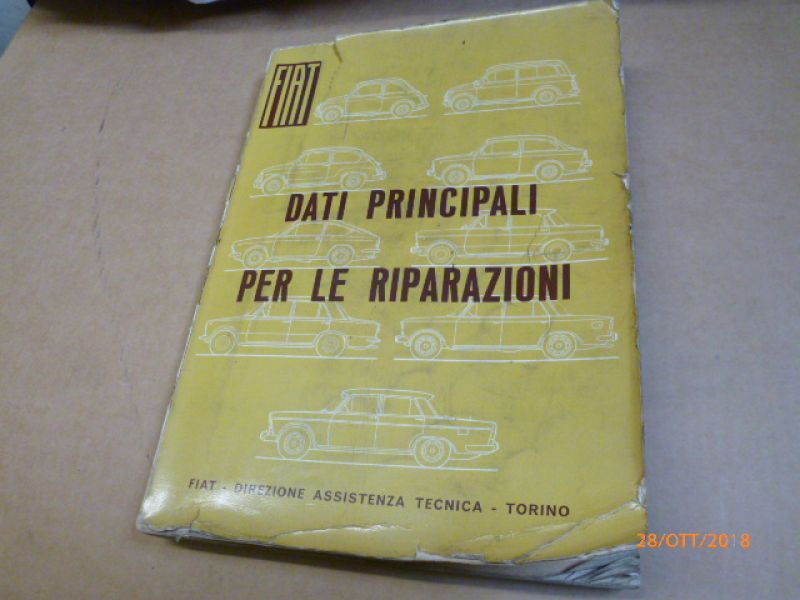 FIAT
DATI PRINCIPALI
PER LE RIPARAZIONI
FIAT - DIREZIONE ASSISTENZA TECNICA - TORINO
28/OTT/2018